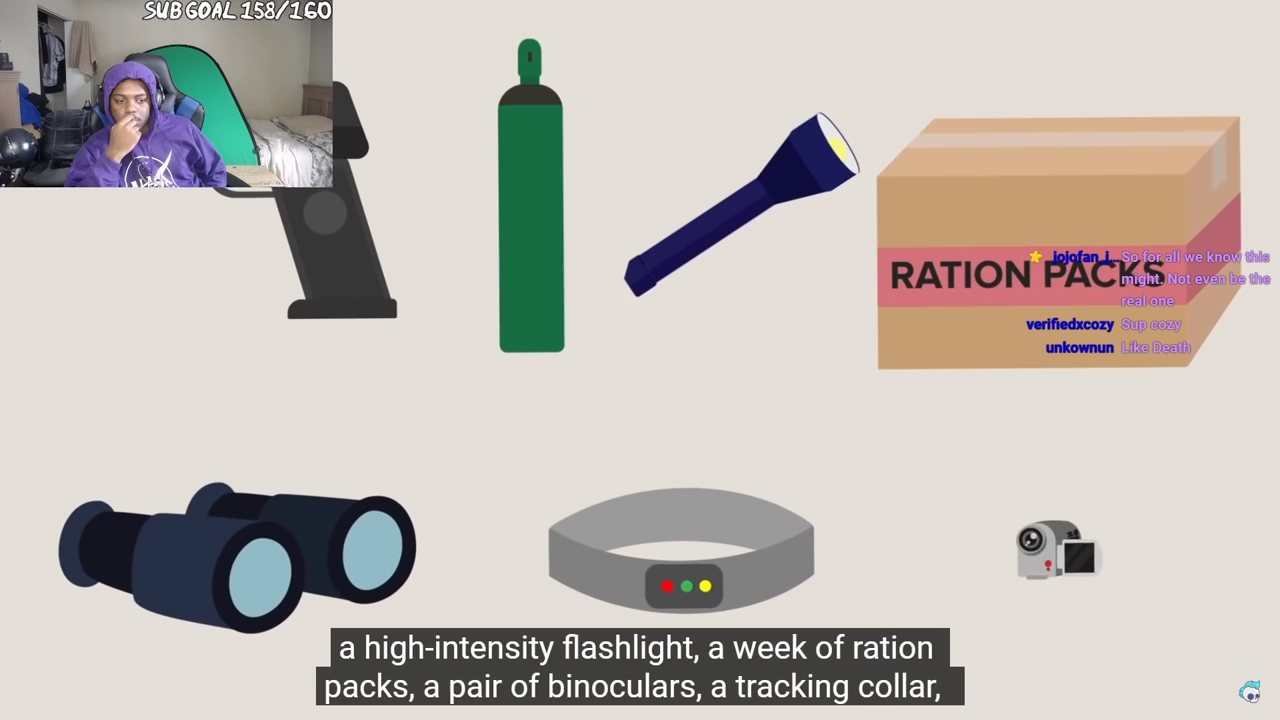 SUB GOAL 158/160
RATION PACKS
jojofan_j... So for all we know this
might. Not even be the
real one
verifiedxcozy Sup cozy
unkownun Like Death
a high-intensity flashlight, a week of ration
packs, a pair of binoculars, a tracking collar,